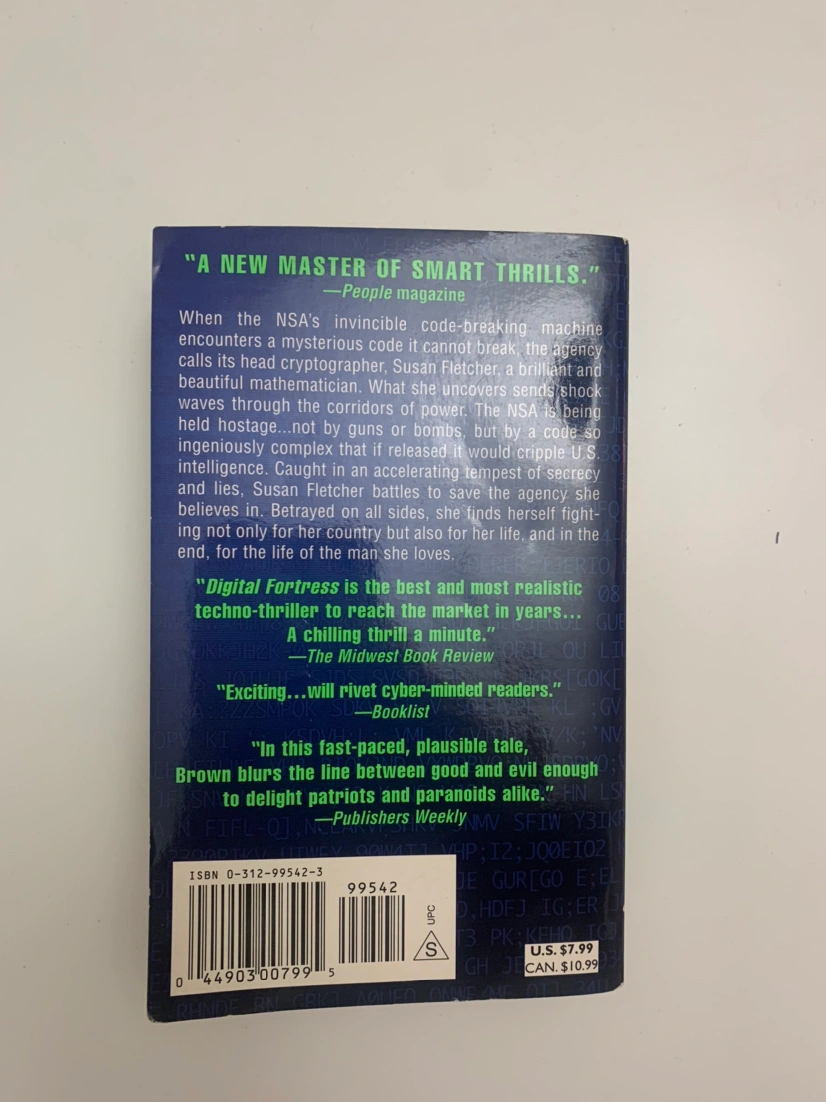 "A NEW MASTER OF SMART THRILLS."
—People magazine
When the NSA's invincible code-breaking machine
encounters a mysterious code it cannot break, the agency
calls its head cryptographer, Susan Fletcher, a brilliant and
beautiful mathematician. What she uncovers sends shock
waves through the corridors of power. The NSA is being
held hostage...not by guns or bombs, but by a code so
ingeniously complex that if released it would cripple U.S.
intelligence. Caught in an accelerating tempest of secrecy
and lies, Susan Fletcher battles to save the agency she
believes in. Betrayed on all sides, she finds herself fight-
ing not only for her country but also for her life, and in the
end, for the life of the man she loves.
"Digital Fortress is the best and most realistic
techno-thriller to reach the market in years...
A chilling thrill a minute."
—The Midwest Book Review
"Exciting...will rivet cyber-minded readers."
—Booklist
"In this fast-paced, plausible tale,
Brown blurs the line between good and evil enough
to delight patriots and paranoids alike."
—Publishers Weekly
ISBN 0-312-99542-3
99542
UPC
S
0 44903 00799 5
U.S. $7.99
CAN. $10.99